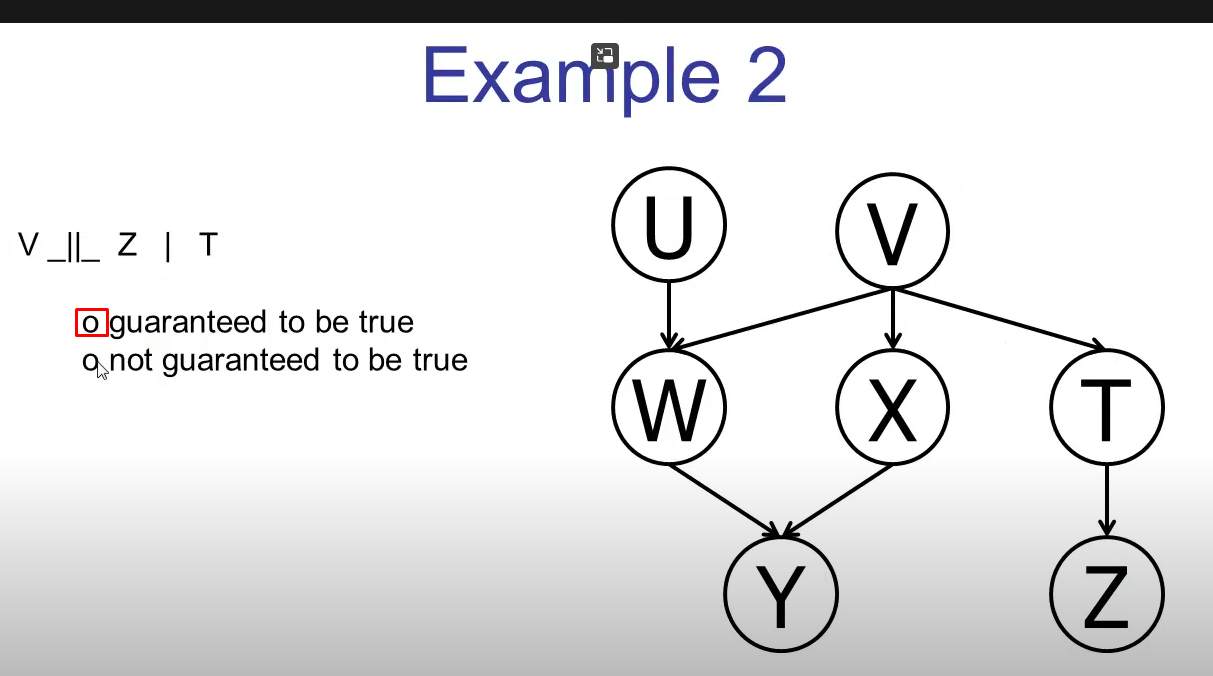 Example 2
V _||_ Z | T
o guaranteed to be true
o not guaranteed to be true
U
V
W
X
T
Y
Z